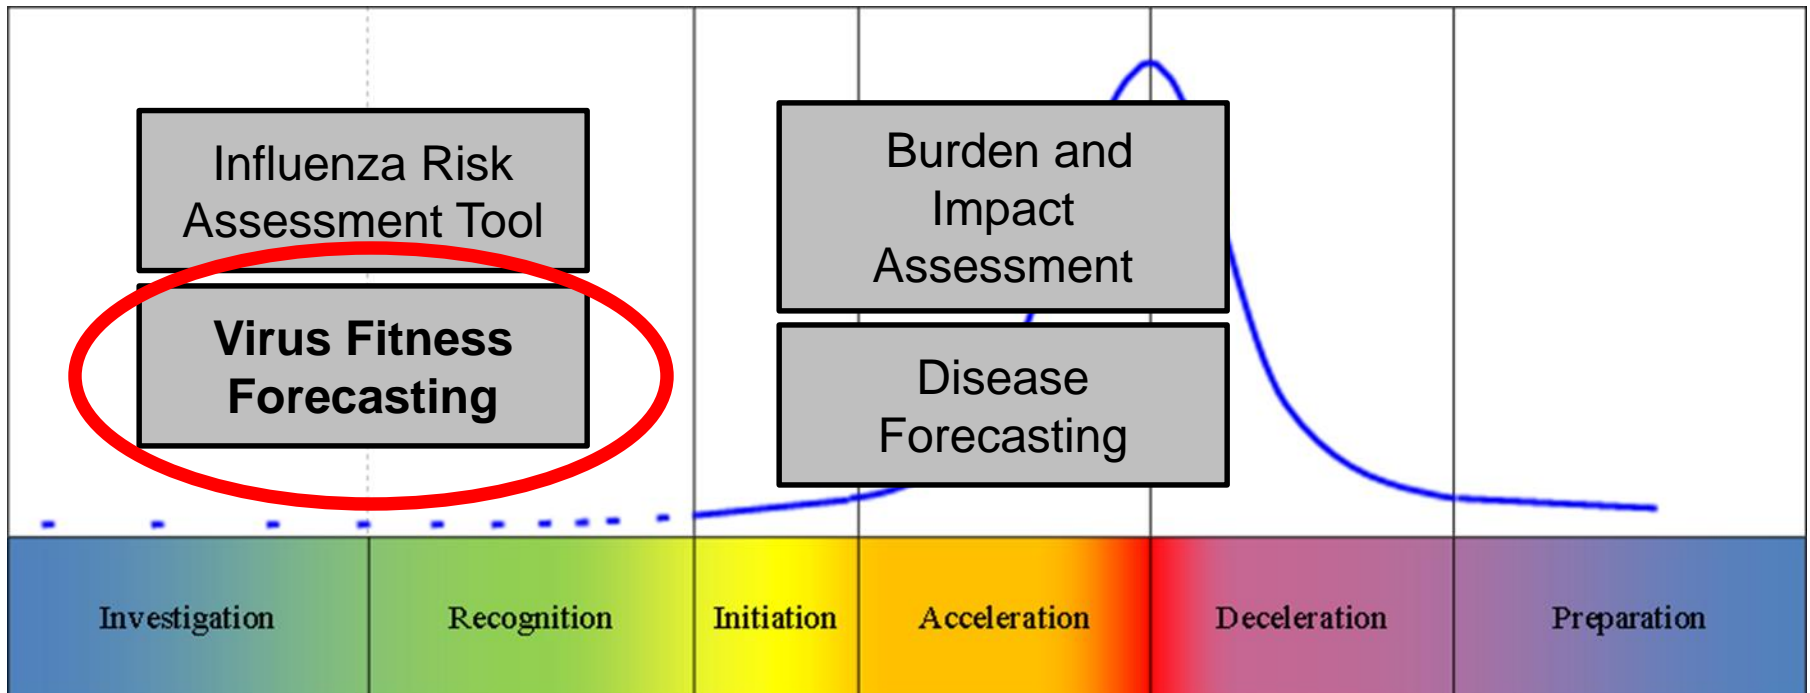 Influenza Risk
Assessment Tool
Virus Fitness
Forecasting
Burden and
Impact
Assessment
Disease
Forecasting
Investigation
Recognition
Initiation
Acceleration
Deceleration
Preparation